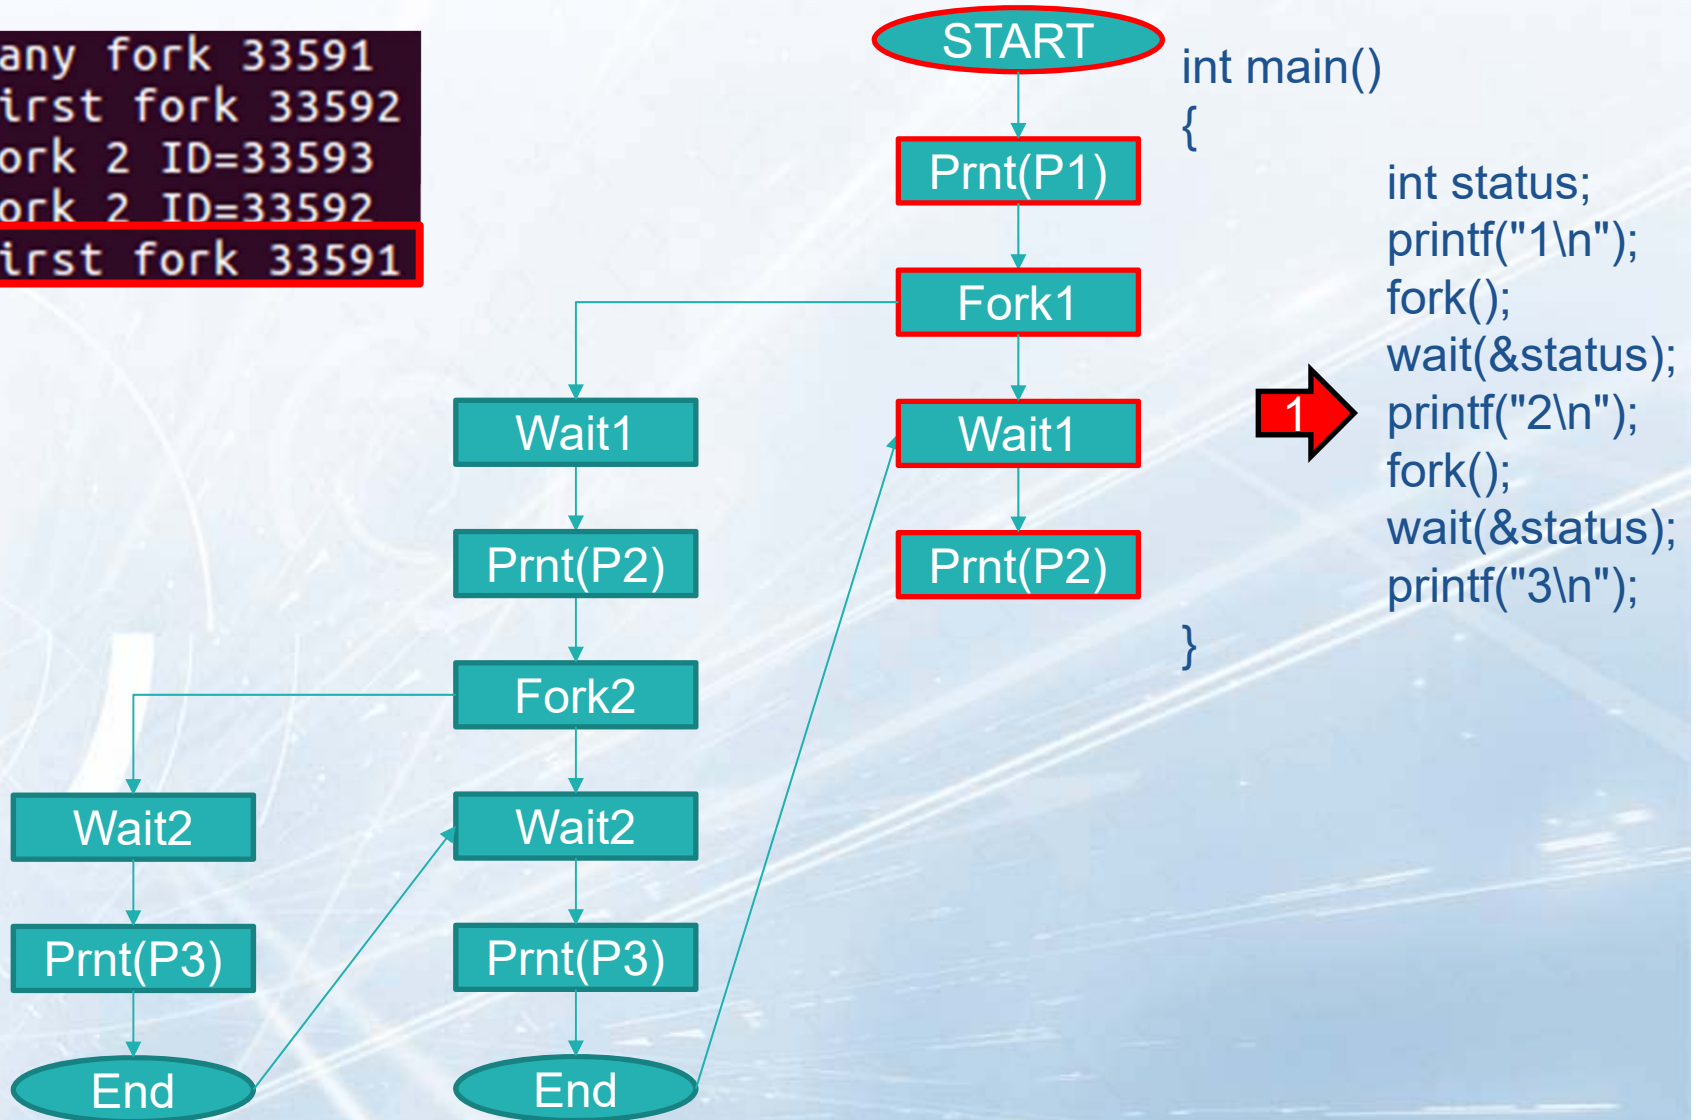 any fork 33591
irst fork 33592
ork 2 ID=33593
ork 2 ID=33592
irst fork 33591
START
Prnt(P1)
Fork1
Wait1
Prnt(P2)
Wait1
Prnt(P2)
Fork2
Wait2
Prnt(P3)
End
Wait2
Prnt(P3)
End
1
int main()
{
int status;
printf("1\n");
fork();
wait(&status);
printf("2\n");
fork();
wait(&status);
printf("3\n");
}